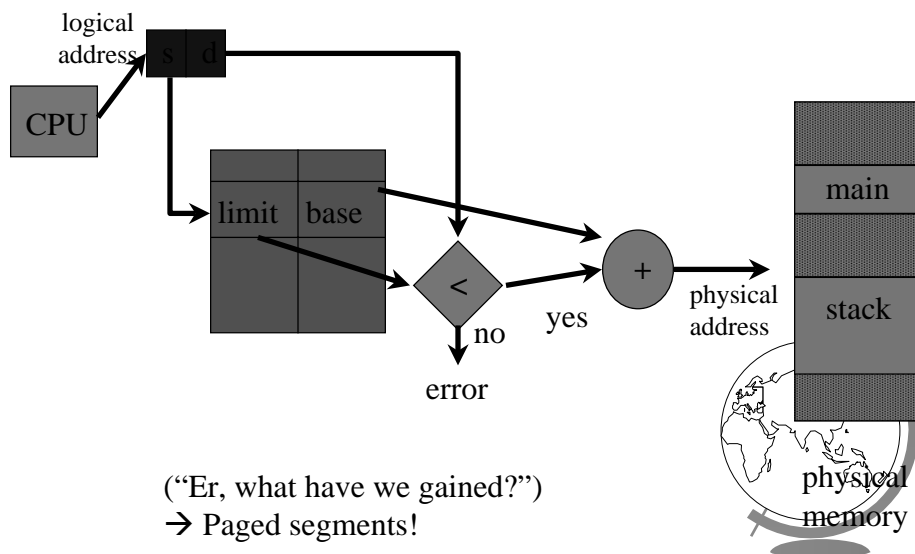 logical
address
s d
CPU
limit base
<
+
no
yes
error
physical
address
main
stack
physical
memory
(“Er, what have we gained?”)
→ Paged segments!